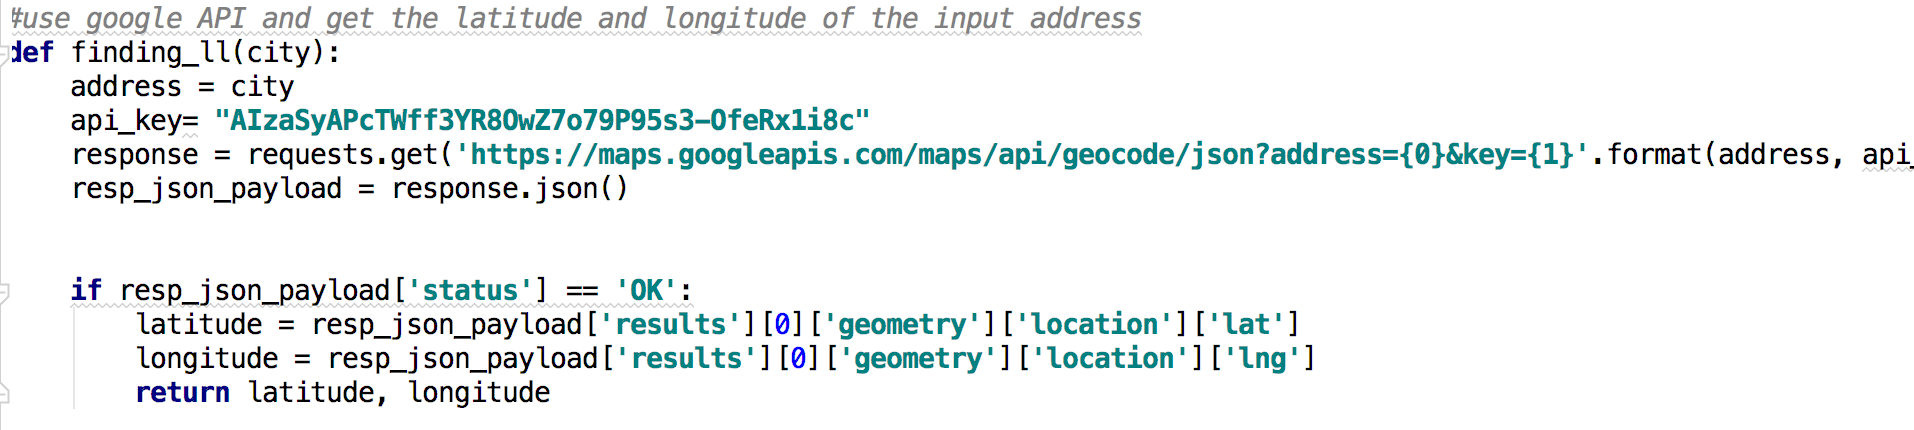 #use google API and get the latitude and longitude of the input address
def finding_ll(city):
    address = city
    api_key= "AIzaSyAPcTWff3YR8OwZ7o79P95s3-OfeRx1i8c"
    response = requests.get('https://maps.googleapis.com/maps/api/geocode/json?address={0}&key={1}'.format(address, api_
    resp_json_payload = response.json()
    if resp_json_payload['status'] == 'OK':
        latitude = resp_json_payload['results'][0]['geometry']['location']['lat']
        longitude = resp_json_payload['results'][0]['geometry']['location']['lng']
        return latitude, longitude